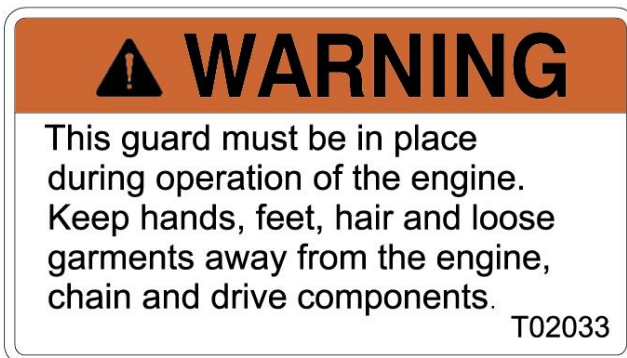 WARNING
This guard must be in place
during operation of the engine.
Keep hands, feet, hair and loose
garments away from the engine,
chain and drive components.
T02033